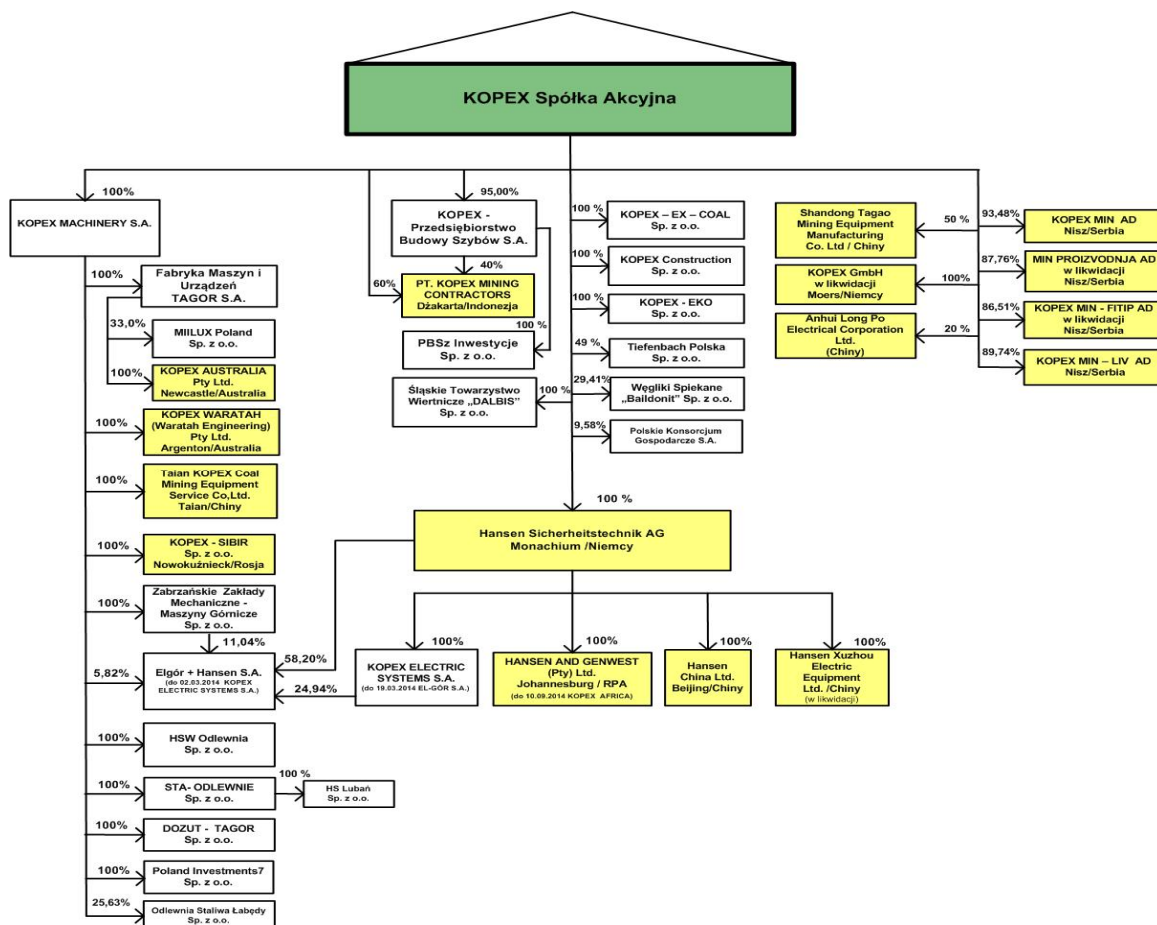 KOPEX Spółka Akcyjna
100%
KOPEX MACHINERY S.A.
100%
Fabryka Maszyn i
Urządzeń
TAGOR S.A.
33,0%
MIILUX Poland
Sp. z o.o.
100%
KOPEX AUSTRALIA
Pty Ltd.
Newcastle/Australia
100%
KOPEX WARATAH
(Waratah Engineering)
Pty Ltd.
Argenton/Australia
100%
Taian KOPEX Coal
Mining Equipment
Service Co,Ltd.
Taian/Chiny
100%
KOPEX - SIBIR
Sp. z o.o.
Nowokuźnieck/Rosja
100%
Zabrzańskie Zakłady
Mechaniczne -
Maszyny Górnicze
Sp. z o.o.
11,04%
5,82%
Elgór + Hansen S.A.
(do 02.03.2014 KOPEX
ELECTRIC SYSTEMS S.A.)
58,20%
24,94%
100%
HSW Odlewnia
Sp. z o.o.
100%
STA- ODLEWNIE
Sp. z o.o.
100 %
HS Lubań
Sp. z o.o.
100%
DOZUT - TAGOR
Sp. z o.o.
100%
Poland Investments7
Sp. z o.o.
25,63%
Odlewnia Staliwa Łabędy
Sp. z o.o.
95,00%
KOPEX -
Przedsiębiorstwo
Budowy Szybów S.A.
40%
60%
PT. KOPEX MINING
CONTRACTORS
Dżakarta/Indonezja
100 %
PBSz Inwestycje
Sp. z o.o.
Śląskie Towarzystwo
Wiertnicze „DALBIS”
Sp. z o.o.
100 %
100 %
KOPEX – EX – COAL
Sp. z o.o.
100 %
KOPEX Construction
Sp. z o.o.
100 %
KOPEX - EKO
Sp. z o.o.
49 %
Tiefenbach Polska
Sp. z o.o.
29,41%
Węgliki Spiekane
„Baildonit” Sp. z o.o.
9,58%
Polskie Konsorcjum
Gospodarcze S.A.
Shandong Tagao
Mining Equipment
Manufacturing
Co. Ltd / Chiny
50 %
KOPEX GmbH
w likwidacji
Moers/Niemcy
100%
Anhui Long Po
Electrical Corporation
Ltd.
(Chiny)
20 %
93,48%
KOPEX MIN AD
Nisz/Serbia
87,76%
MIN PROIZVODNJA AD
w likwidacji
Nisz/Serbia
86,51%
KOPEX MIN - FITIP AD
w likwidacji
Nisz/Serbia
89,74%
KOPEX MIN – LIV AD
Nisz/Serbia
100 %
Hansen Sicherheitstechnik AG
Monachium /Niemcy
100%
KOPEX ELECTRIC
SYSTEMS S.A.
(do 19.03.2014 EL-GÓR S.A.)
100%
HANSEN AND GENWEST
(Pty) Ltd.
Johannesburg / RPA
(do 10.09.2014 KOPEX AFRICA)
100%
Hansen
China Ltd.
Beijing/Chiny
100%
Hansen Xuzhou
Electric
Equipment
Ltd. /Chiny
(w likwidacji)